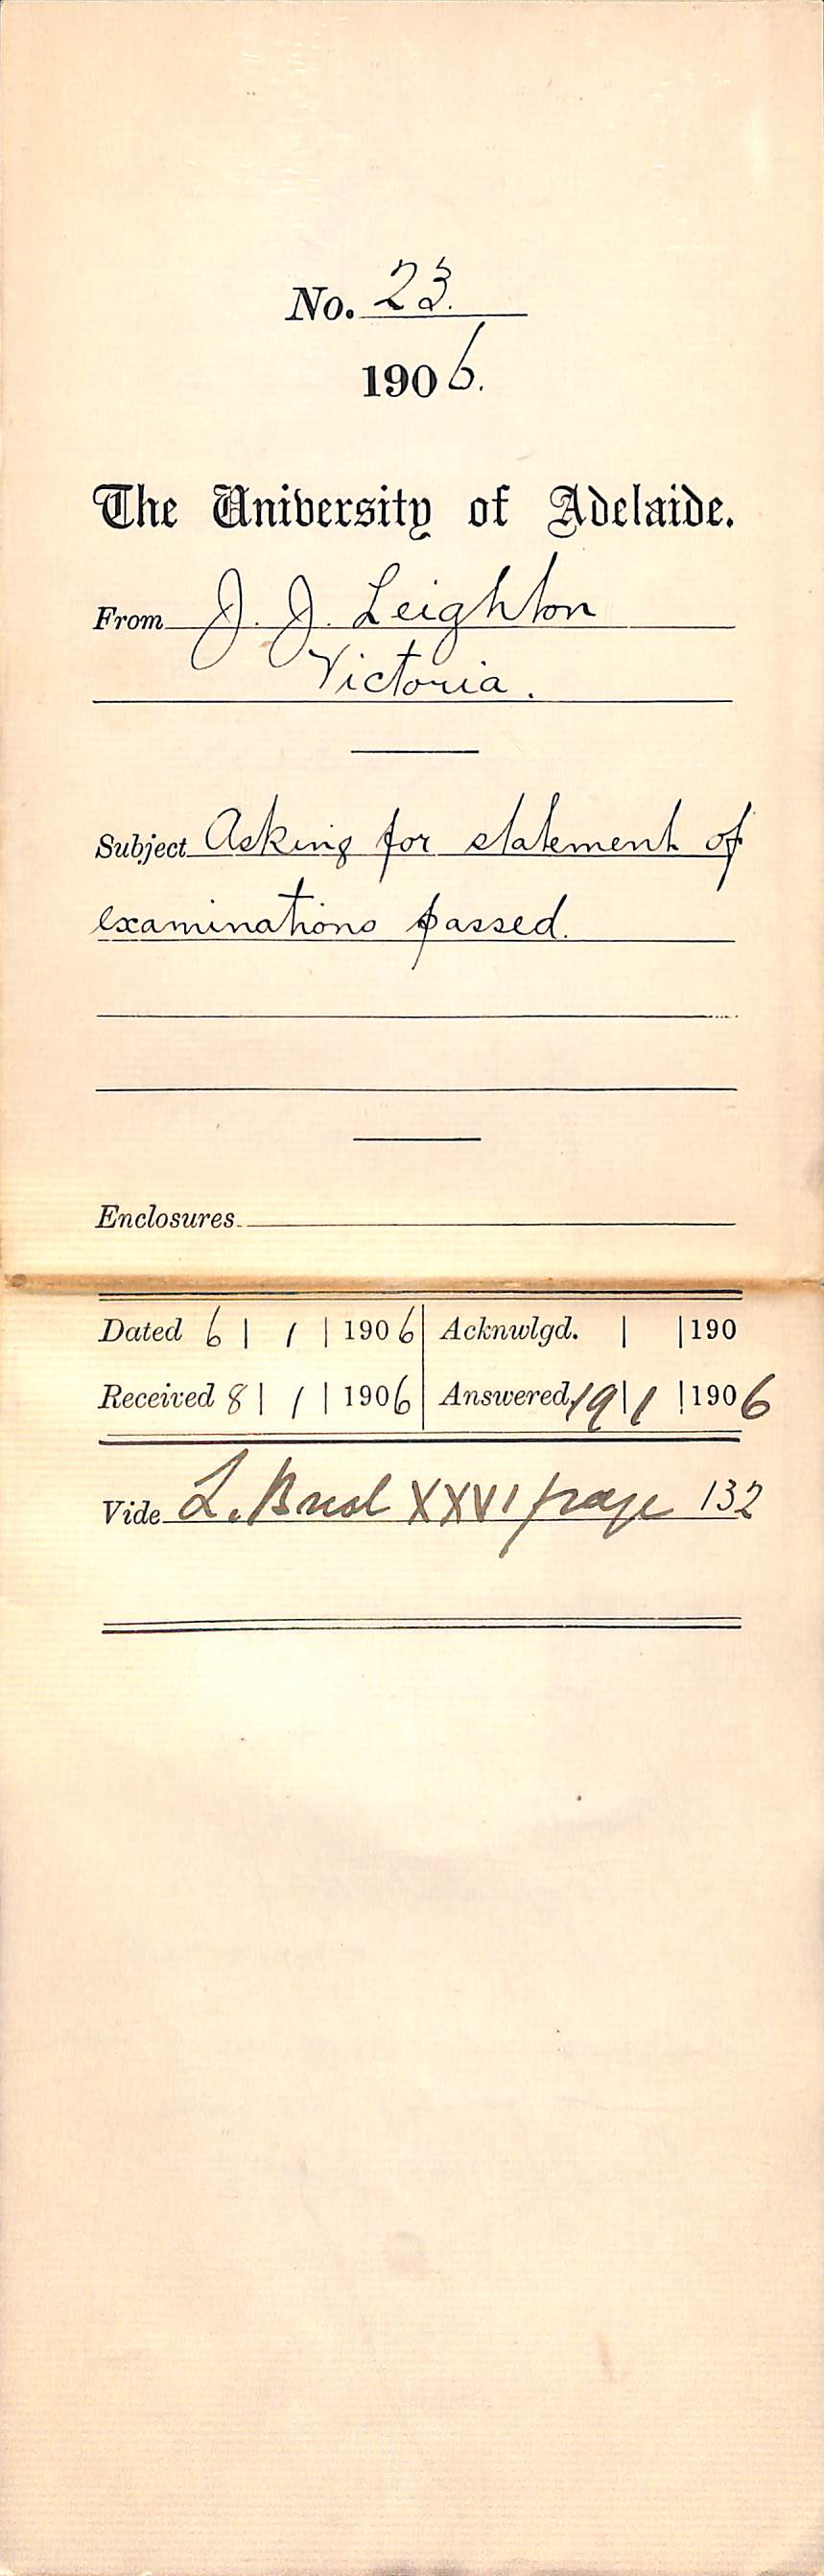 No. 23.
1906.
The University of Adelaide.
From J. J. Leighton
Victoria.
Subject Asking for statement of
examinations passed.
Enclosures
Dated 6 | 1 | 1906 Acknwlgd. | | 190
Received 8 | 1 | 1906 Answered 19 | 1 | 1906
Vide L. Book XXVI page 132